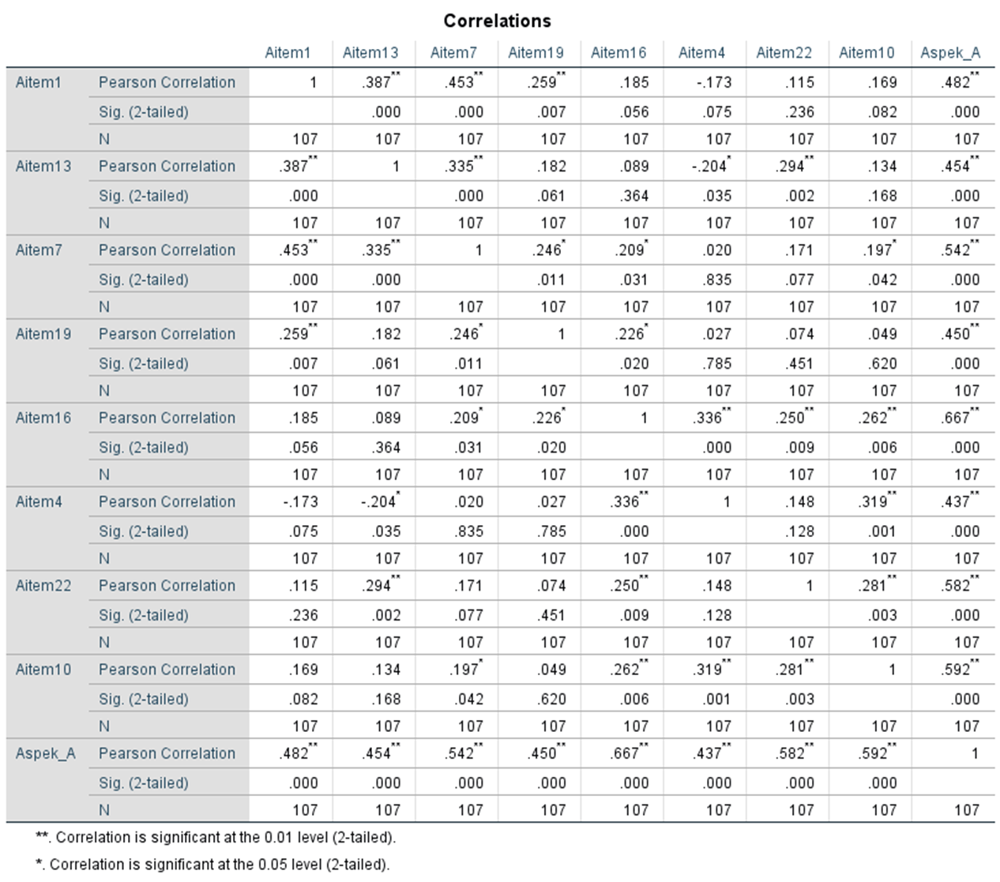 Correlations
Aitem1 Aitem13 Aitem7 Aitem19 Aitem16 Aitem4 Aitem22 Aitem10 Aspek_A
Aitem1 Pearson Correlation 1 .387** .453** .259** .185 -.173 .115 .169 .482**
Sig. (2-tailed) .000 .000 .007 .056 .075 .236 .082 .000
N 107 107 107 107 107 107 107 107 107
Aitem13 Pearson Correlation .387** 1 .335** .182 .089 -.204* .294** .134 .454**
Sig. (2-tailed) .000 .000 .061 .364 .035 .002 .168 .000
N 107 107 107 107 107 107 107 107 107
Aitem7 Pearson Correlation .453** .335** 1 .246* .209* .020 .171 .197* .542**
Sig. (2-tailed) .000 .000 .011 .031 .835 .077 .042 .000
N 107 107 107 107 107 107 107 107 107
Aitem19 Pearson Correlation .259** .182 .246* 1 .226* .027 .074 .049 .450**
Sig. (2-tailed) .007 .061 .011 .020 .785 .451 .620 .000
N 107 107 107 107 107 107 107 107 107
Aitem16 Pearson Correlation .185 .089 .209* .226* 1 .336** .250** .262** .667**
Sig. (2-tailed) .056 .364 .031 .020 .000 .009 .006 .000
N 107 107 107 107 107 107 107 107 107
Aitem4 Pearson Correlation -.173 -.204* .020 .027 .336** 1 .148 .319** .437**
Sig. (2-tailed) .075 .035 .835 .785 .000 .128 .001 .000
N 107 107 107 107 107 107 107 107 107
Aitem22 Pearson Correlation .115 .294** .171 .074 .250** .148 1 .281** .582**
Sig. (2-tailed) .236 .002 .077 .451 .009 .128 .003 .000
N 107 107 107 107 107 107 107 107 107
Aitem10 Pearson Correlation .169 .134 .197* .049 .262** .319** .281** 1 .592**
Sig. (2-tailed) .082 .168 .042 .620 .006 .001 .003 .000
N 107 107 107 107 107 107 107 107 107
Aspek_A Pearson Correlation .482** .454** .542** .450** .667** .437** .582** .592** 1
Sig. (2-tailed) .000 .000 .000 .000 .000 .000 .000 .000
N 107 107 107 107 107 107 107 107 107
**. Correlation is significant at the 0.01 level (2-tailed).
*. Correlation is significant at the 0.05 level (2-tailed).